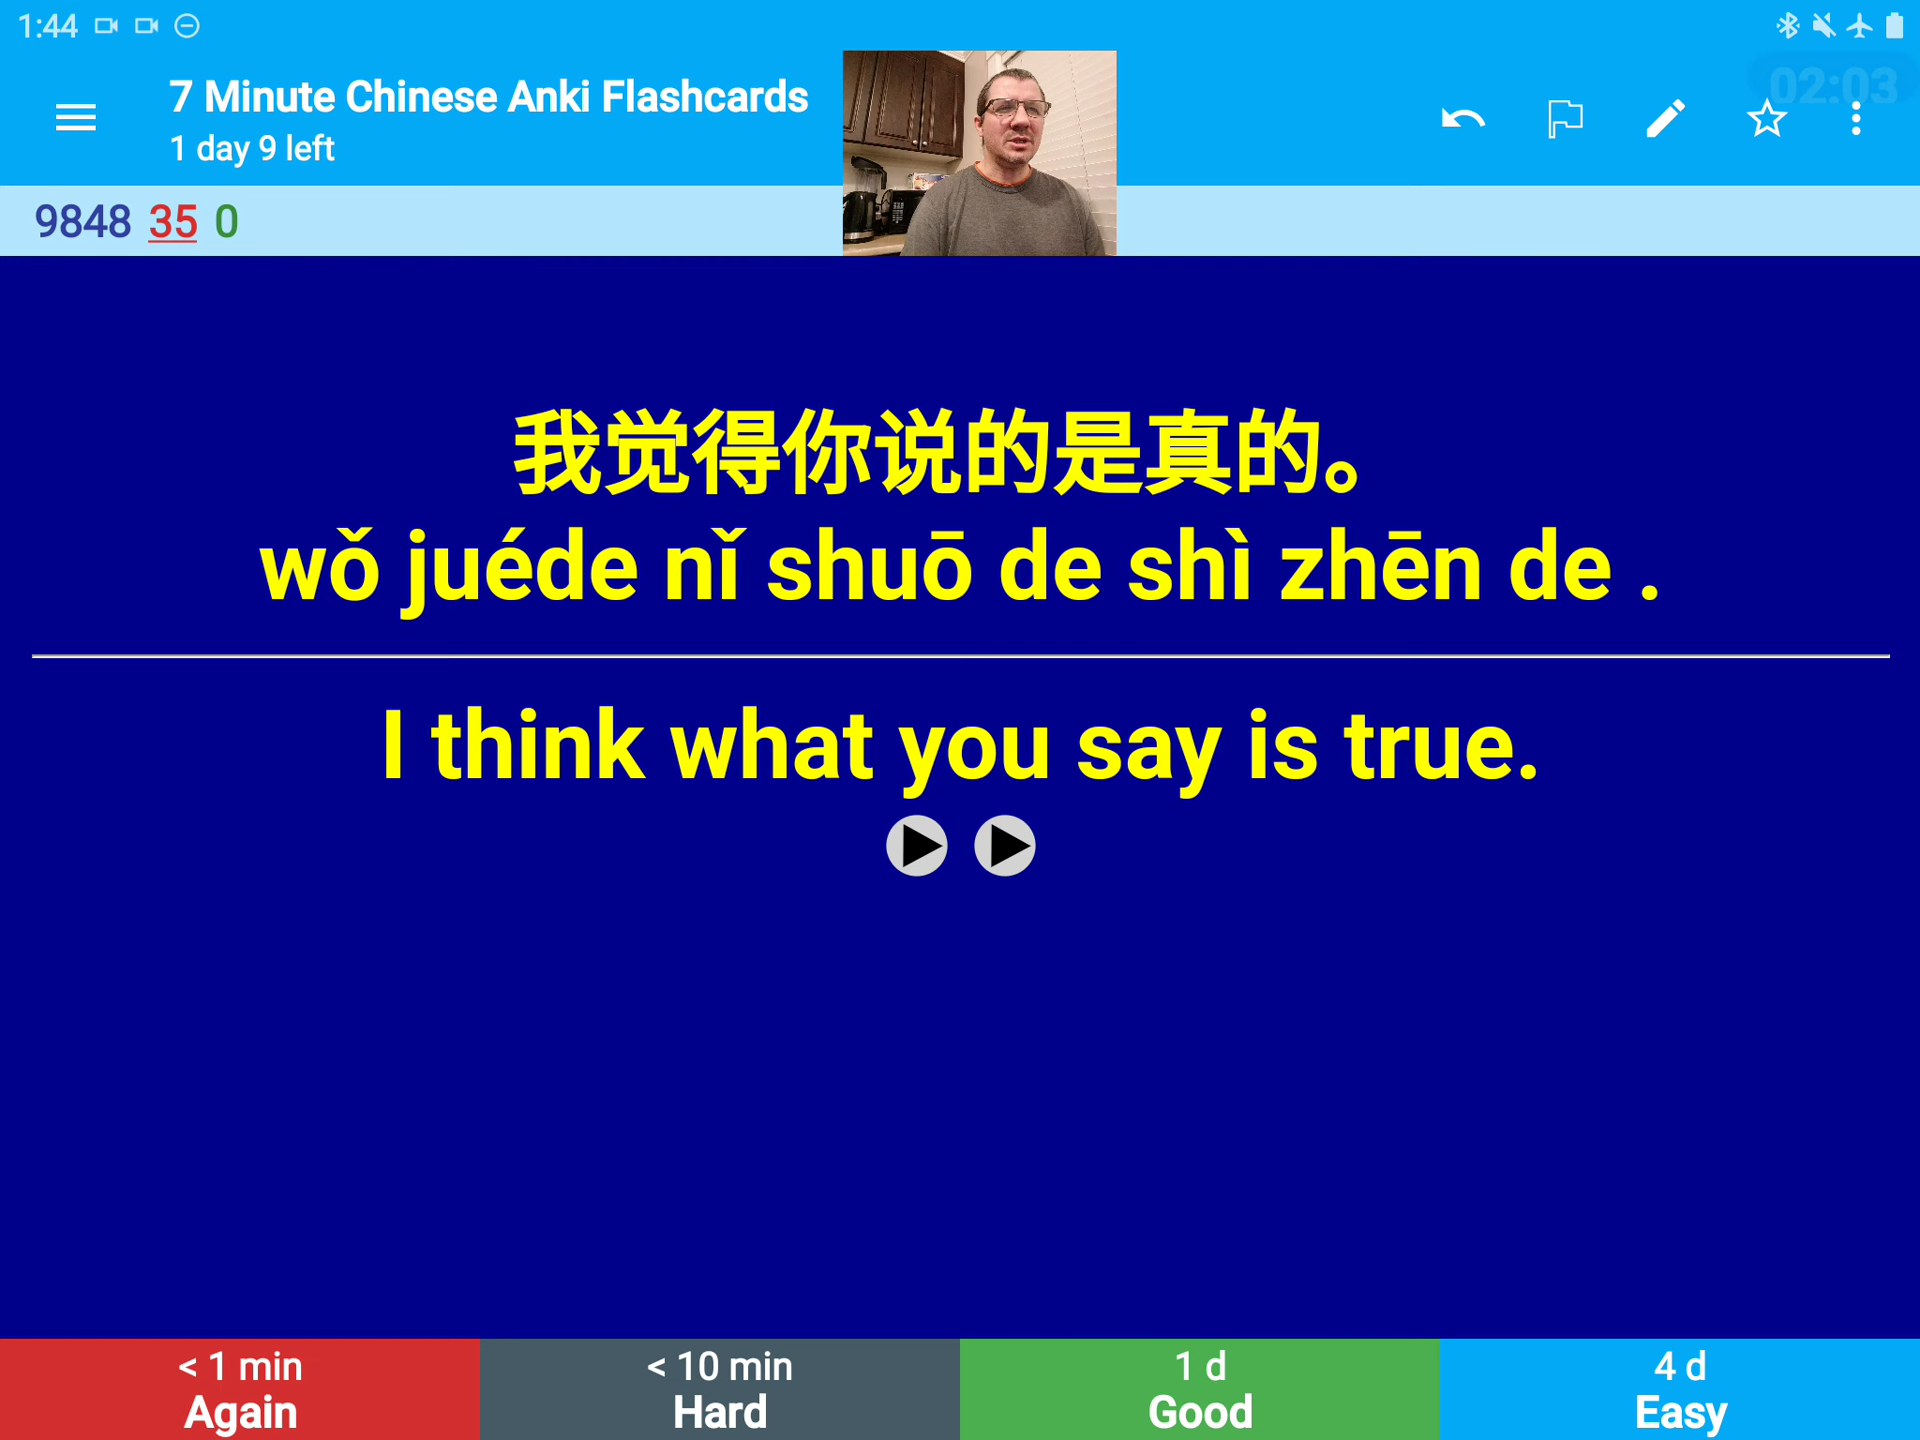 1:44
02:03
7 Minute Chinese Anki Flashcards
1 day 9 left
9848 35 0
我觉得你说的是真的。
wǒ juéde nǐ shuō de shì zhēn de .
I think what you say is true.
< 1 min
Again
< 10 min
Hard
1 d
Good
4 d
Easy